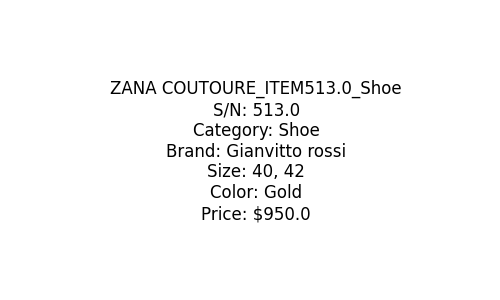 ZANA COUTOURE_ITEM513.0_Shoe
S/N: 513.0
Category: Shoe
Brand: Gianvitto rossi
Size: 40, 42
Color: Gold
Price: $950.0